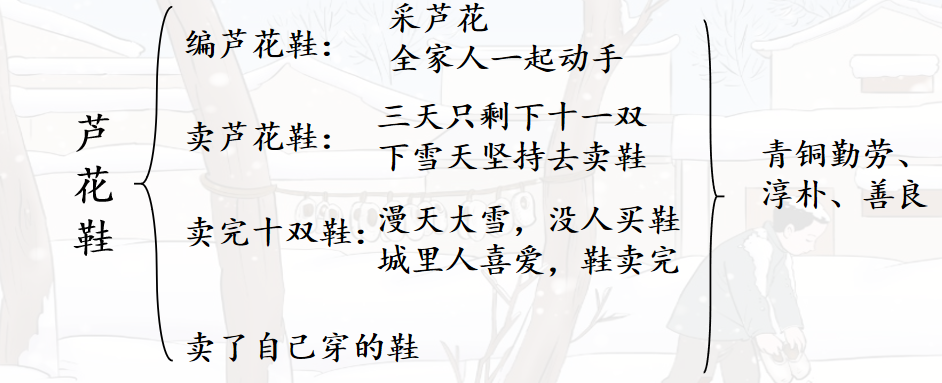 芦花鞋
编芦花鞋：
采芦花
全家人一起动手
卖芦花鞋：
三天只剩下十一双
下雪天坚持去卖鞋
卖完十双鞋：
漫天大雪，没人买鞋
城里人喜爱，鞋卖完
卖了自己穿的鞋
青铜勤劳、
淳朴、善良